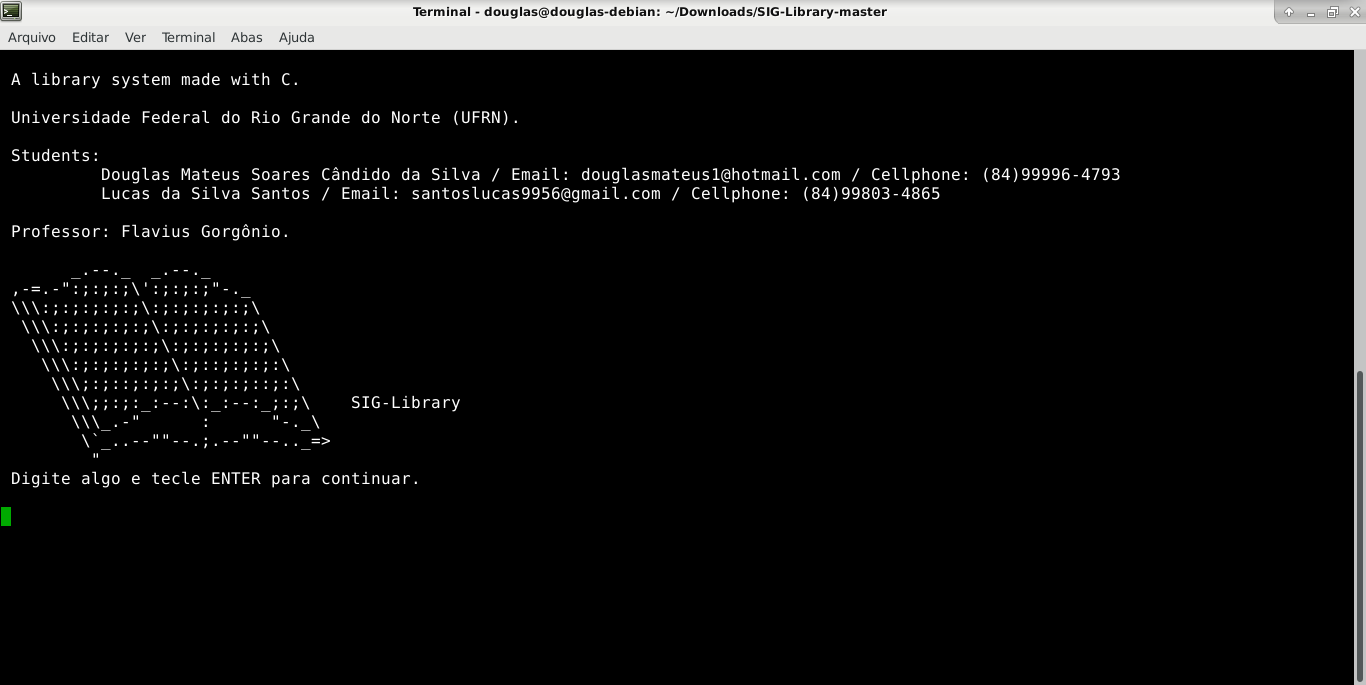 Terminal - douglas@douglas-debian: ~/Downloads/SIG-Library-master
Arquivo Editar Ver Terminal Abas Ajuda
A library system made with C.
Universidade Federal do Rio Grande do Norte (UFRN).
Students:
Douglas Mateus Soares Cândido da Silva / Email: douglasmateus1@hotmail.com / Cellphone: (84)99996-4793
Lucas da Silva Santos / Email: santoslucas9956@gmail.com / Cellphone: (84)99803-4865
Professor: Flavius Gorgônio.
SIG-Library
Digite algo e tecle ENTER para continuar.